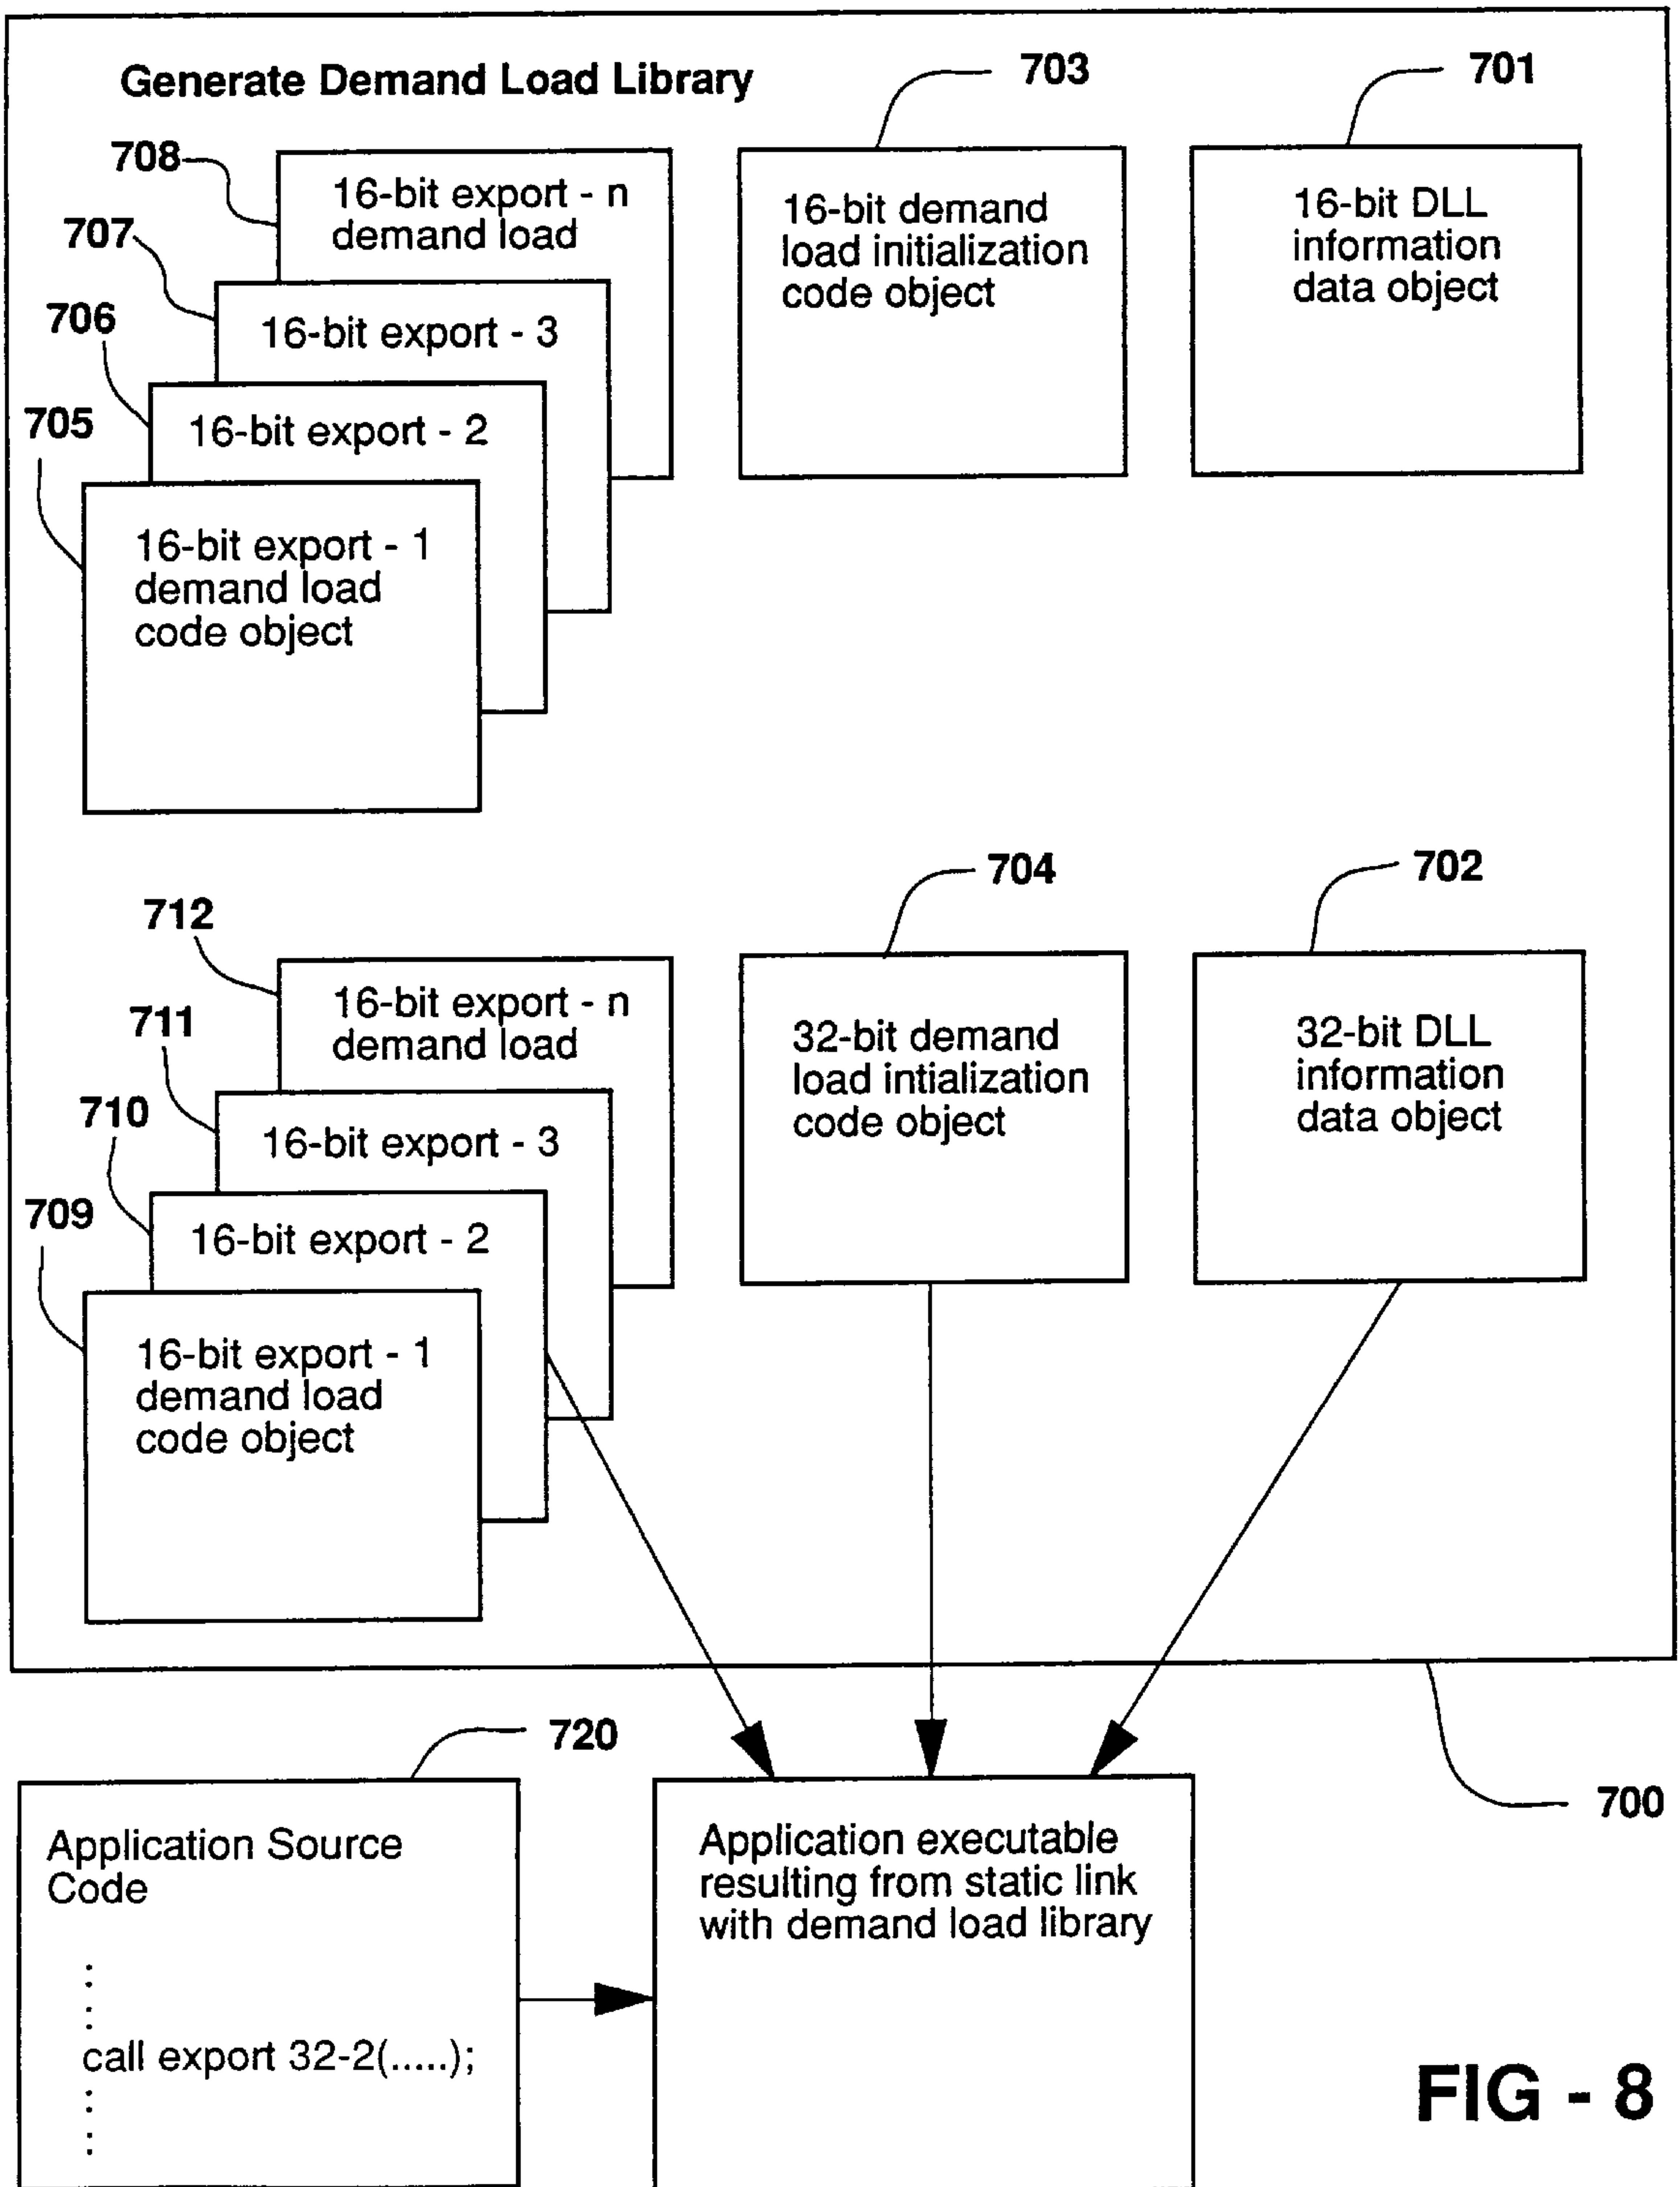 Generate Demand Load Library
703
701
708
16-bit export - n
demand load
16-bit demand
load initialization
code object
16-bit DLL
information
data object
707
16-bit export - 3
706
16-bit export - 2
705
16-bit export - 1
demand load
code object
704
702
712
16-bit export - n
demand load
32-bit demand
load intialization
code object
32-bit DLL
information
data object
711
16-bit export - 3
710
16-bit export - 2
709
16-bit export - 1
demand load
code object
720
700
Application Source
Code
:
:
call export 32-2(.....);
:
:
Application executable
resulting from static link
with demand load library
FIG - 8